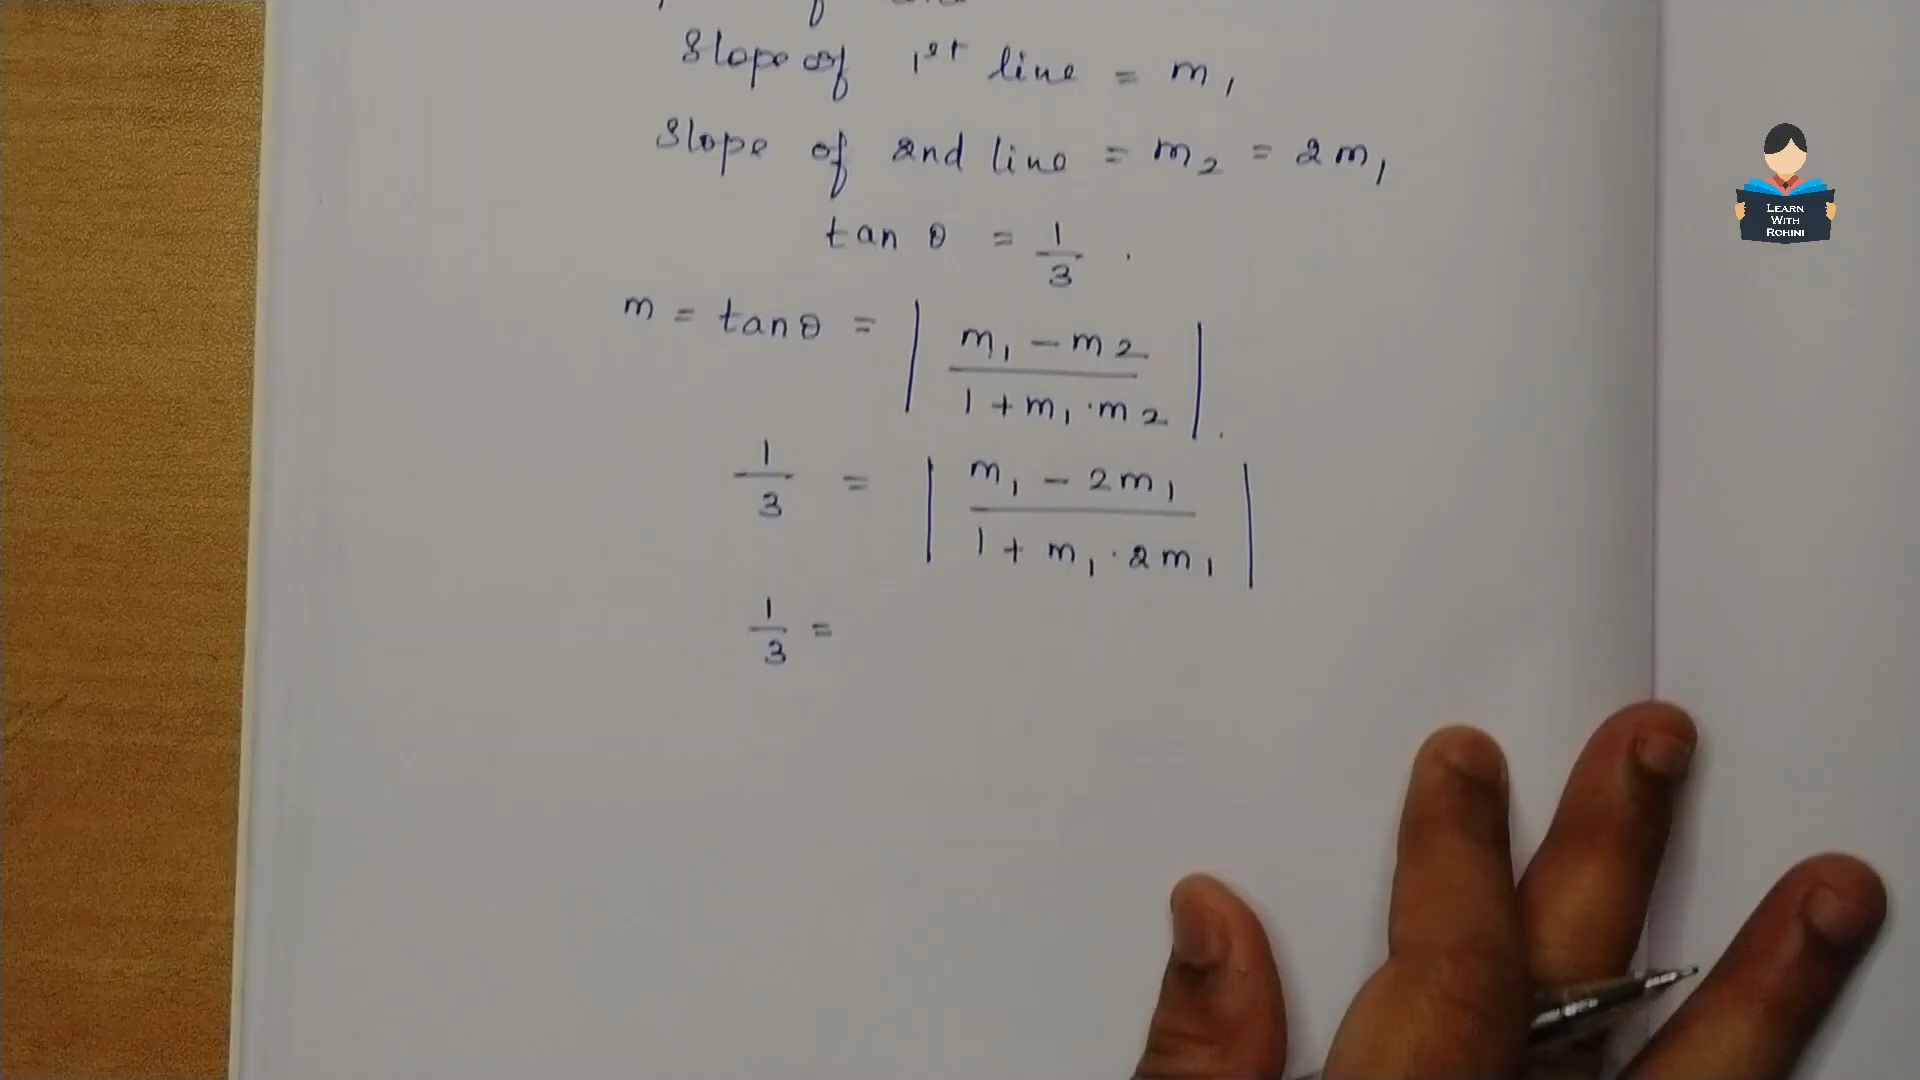 Slope of 1st line = m₁
Slope of 2nd line = m₂ = 2m₁
tan θ = 1/3 .
m = tanθ = | (m₁ - m₂)/(1 + m₁·m₂) | .
1/3 = | (m₁ - 2m₁)/(1 + m₁·2m₁) |
1/3 =
LEARN
WITH
ROHINI